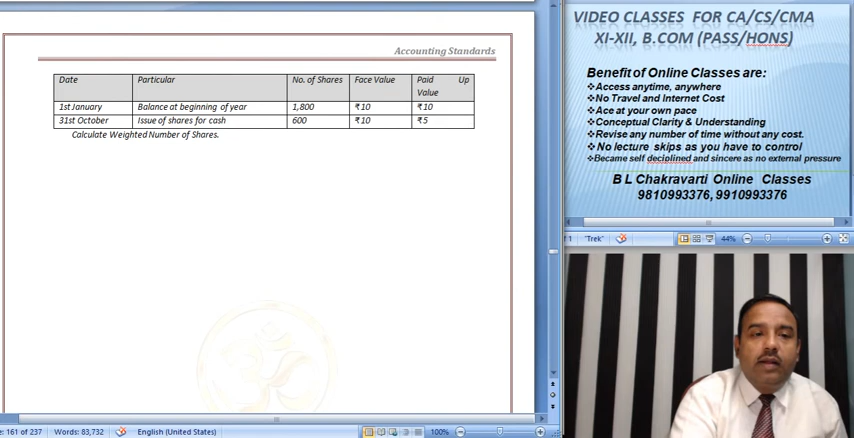 VIDEO CLASSES FOR CA/CS/CMA
XI-XII, B.COM (PASS/HONS)
Benefit of Online Classes are:
❖Access anytime, anywhere
❖No Travel and Internet Cost
❖Ace at your own pace
❖Conceptual Clarity & Understanding
❖Revise any number of time without any cost.
❖No lecture skips as you have to control
❖Became self deciplined and sincere as no external pressure
B L Chakravarti Online Classes
9810993376, 9910993376
f 1 "Trek" 44%
Accounting Standards
Date Particular No. of Shares Face Value Paid Up Value
1st January Balance at beginning of year 1,800 ₹10 ₹10
31st October Issue of shares for cash 600 ₹10 ₹5
Calculate Weighted Number of Shares.
e: 161 of 237 Words: 83,732 English (United States) 100%